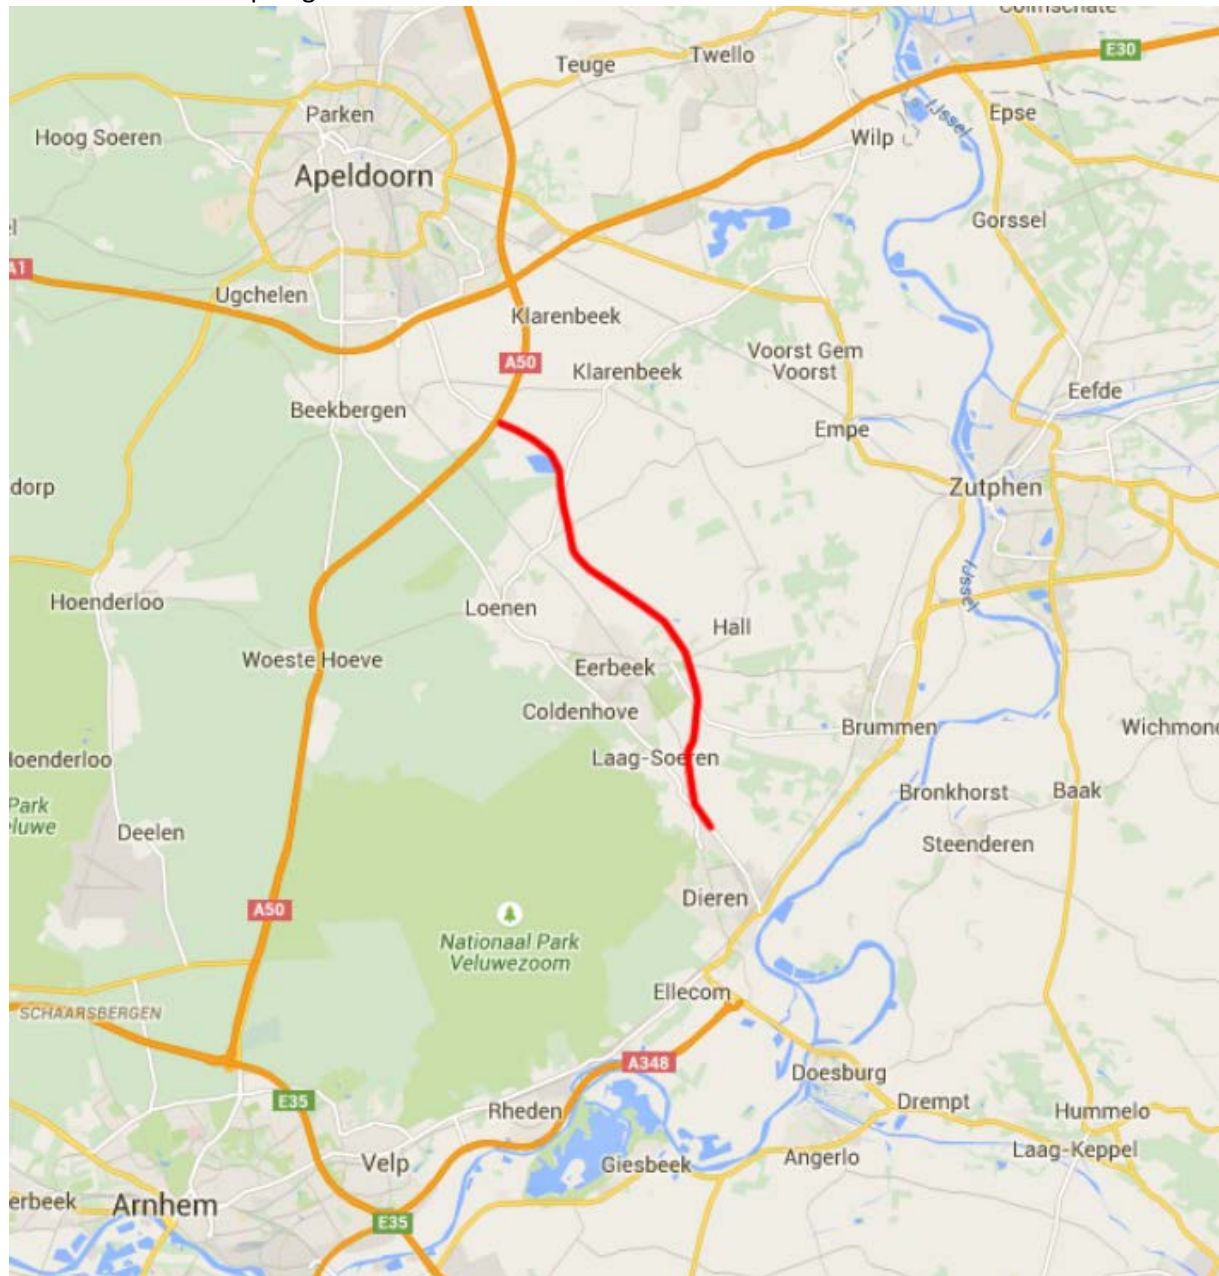 Teuge
Twello
E30
Parken
Hoog Soeren
Wilp
IJssel
Epse
Apeldoorn
Gorssel
A1
Ugchelen
Klarenbeek
A50
Klarenbeek
Voorst Gem
Voorst
Eefde
Beekbergen
Empe
dorp
Zutphen
IJssel
Hoenderloo
Loenen
Hall
Woeste Hoeve
Eerbeek
Coldenhove
Brummen
Wichmond
Hoenderloo
Laag-Soeren
Bronkhorst
Baak
Park
eluwe
Deelen
Steenderen
Dieren
A50
Nationaal Park
Veluwezoom
Ellecom
SCHAARSBERGEN
A348
Doesburg
E35
Rheden
Drempt
Hummelo
Velp
Giesbeek
Angerlo
Laag-Keppel
erbeek
Arnhem
E35